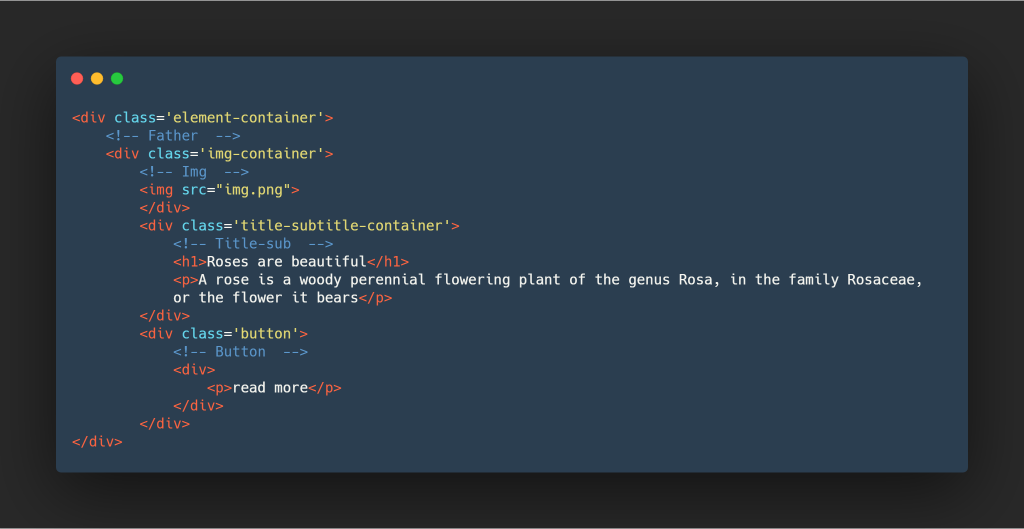 <div class='element-container'>
    <!-- Father  -->
    <div class='img-container'>
        <!-- Img  -->
        <img src="img.png">
        </div>
        <div class='title-subtitle-container'>
            <!-- Title-sub  -->
            <h1>Roses are beautiful</h1>
            <p>A rose is a woody perennial flowering plant of the genus Rosa, in the family Rosaceae,
            or the flower it bears</p>
        </div>
        <div class='button'>
            <!-- Button  -->
            <div>
                <p>read more</p>
            </div>
        </div>
</div>